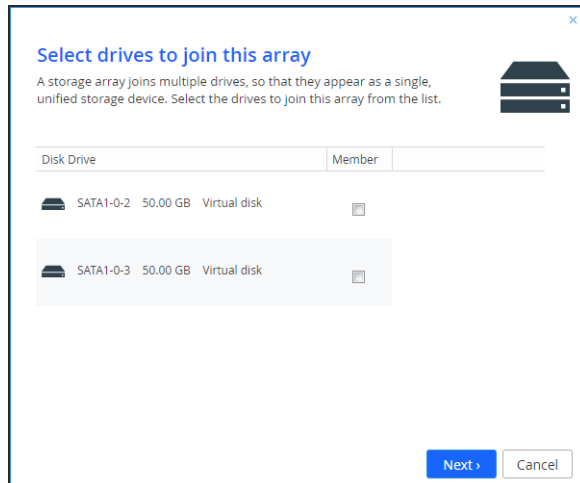 ×
Select drives to join this array
A storage array joins multiple drives, so that they appear as a single,
unified storage device. Select the drives to join this array from the list.
Disk Drive Member
SATA1-0-2 50.00 GB Virtual disk
SATA1-0-3 50.00 GB Virtual disk
Next › Cancel